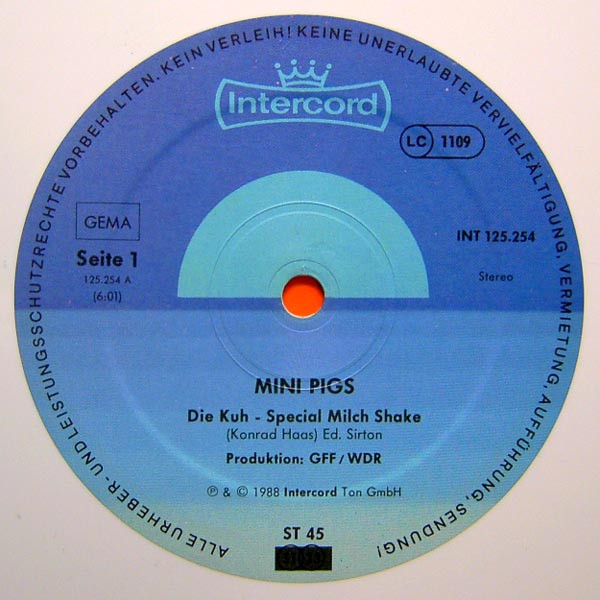 ALLE URHEBER- UND LEISTUNGSSCHUTZRECHTE VORBEHALTEN. KEIN VERLEIH! KEINE UNERLAUBTE VERVIELFÄLTIGUNG, VERMIETUNG, AUFFÜHRUNG, SENDUNG!
Intercord
LC 1109
GEMA
INT 125.254
Seite 1
125.254 A
Stereo
(6:01)
MINI PIGS
Die Kuh - Special Milch Shake
(Konrad Haas) Ed. Sirton
Produktion: GFF/WDR
℗ & © 1988 Intercord Ton GmbH
ST 45